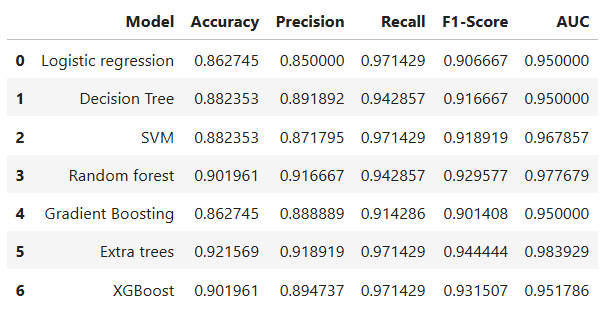 Model Accuracy Precision Recall F1-Score AUC
0 Logistic regression 0.862745 0.850000 0.971429 0.906667 0.950000
1 Decision Tree 0.882353 0.891892 0.942857 0.916667 0.950000
2 SVM 0.882353 0.871795 0.971429 0.918919 0.967857
3 Random forest 0.901961 0.916667 0.942857 0.929577 0.977679
4 Gradient Boosting 0.862745 0.888889 0.914286 0.901408 0.950000
5 Extra trees 0.921569 0.918919 0.971429 0.944444 0.983929
6 XGBoost 0.901961 0.894737 0.971429 0.931507 0.951786